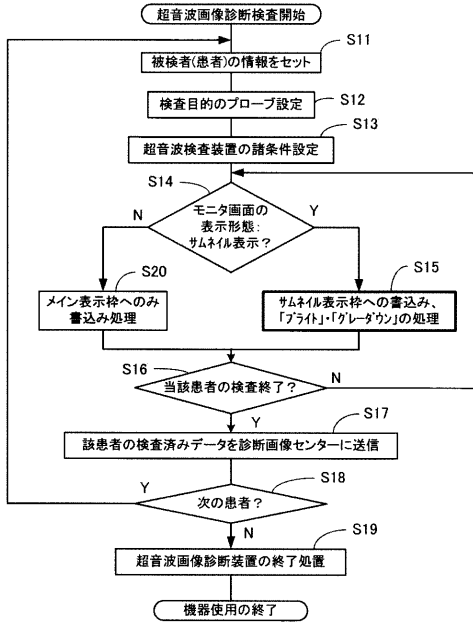 超音波画像診断検査開始
S11
被検者(患者)の情報をセット
S12
検査目的のプローブ設定
S13
超音波検査装置の諸条件設定
S14
モニタ画面の
表示形態:
サムネイル表示?
N
Y
S20
メイン表示枠へのみ
書込み処理
S15
サムネイル表示枠への書込み、
「ブライト」・「グレーダウン」の処理
S16
当該患者の検査終了?
N
Y
S17
該患者の検査済みデータを診断画像センターに送信
S18
Y
次の患者?
N
S19
超音波画像診断装置の終了処置
機器使用の終了